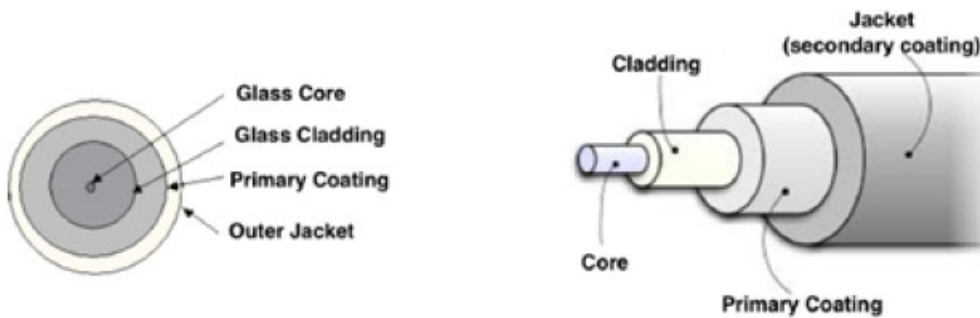 Glass Core
Glass Cladding
Primary Coating
Outer Jacket
Jacket
(secondary coating)
Cladding
Core
Primary Coating